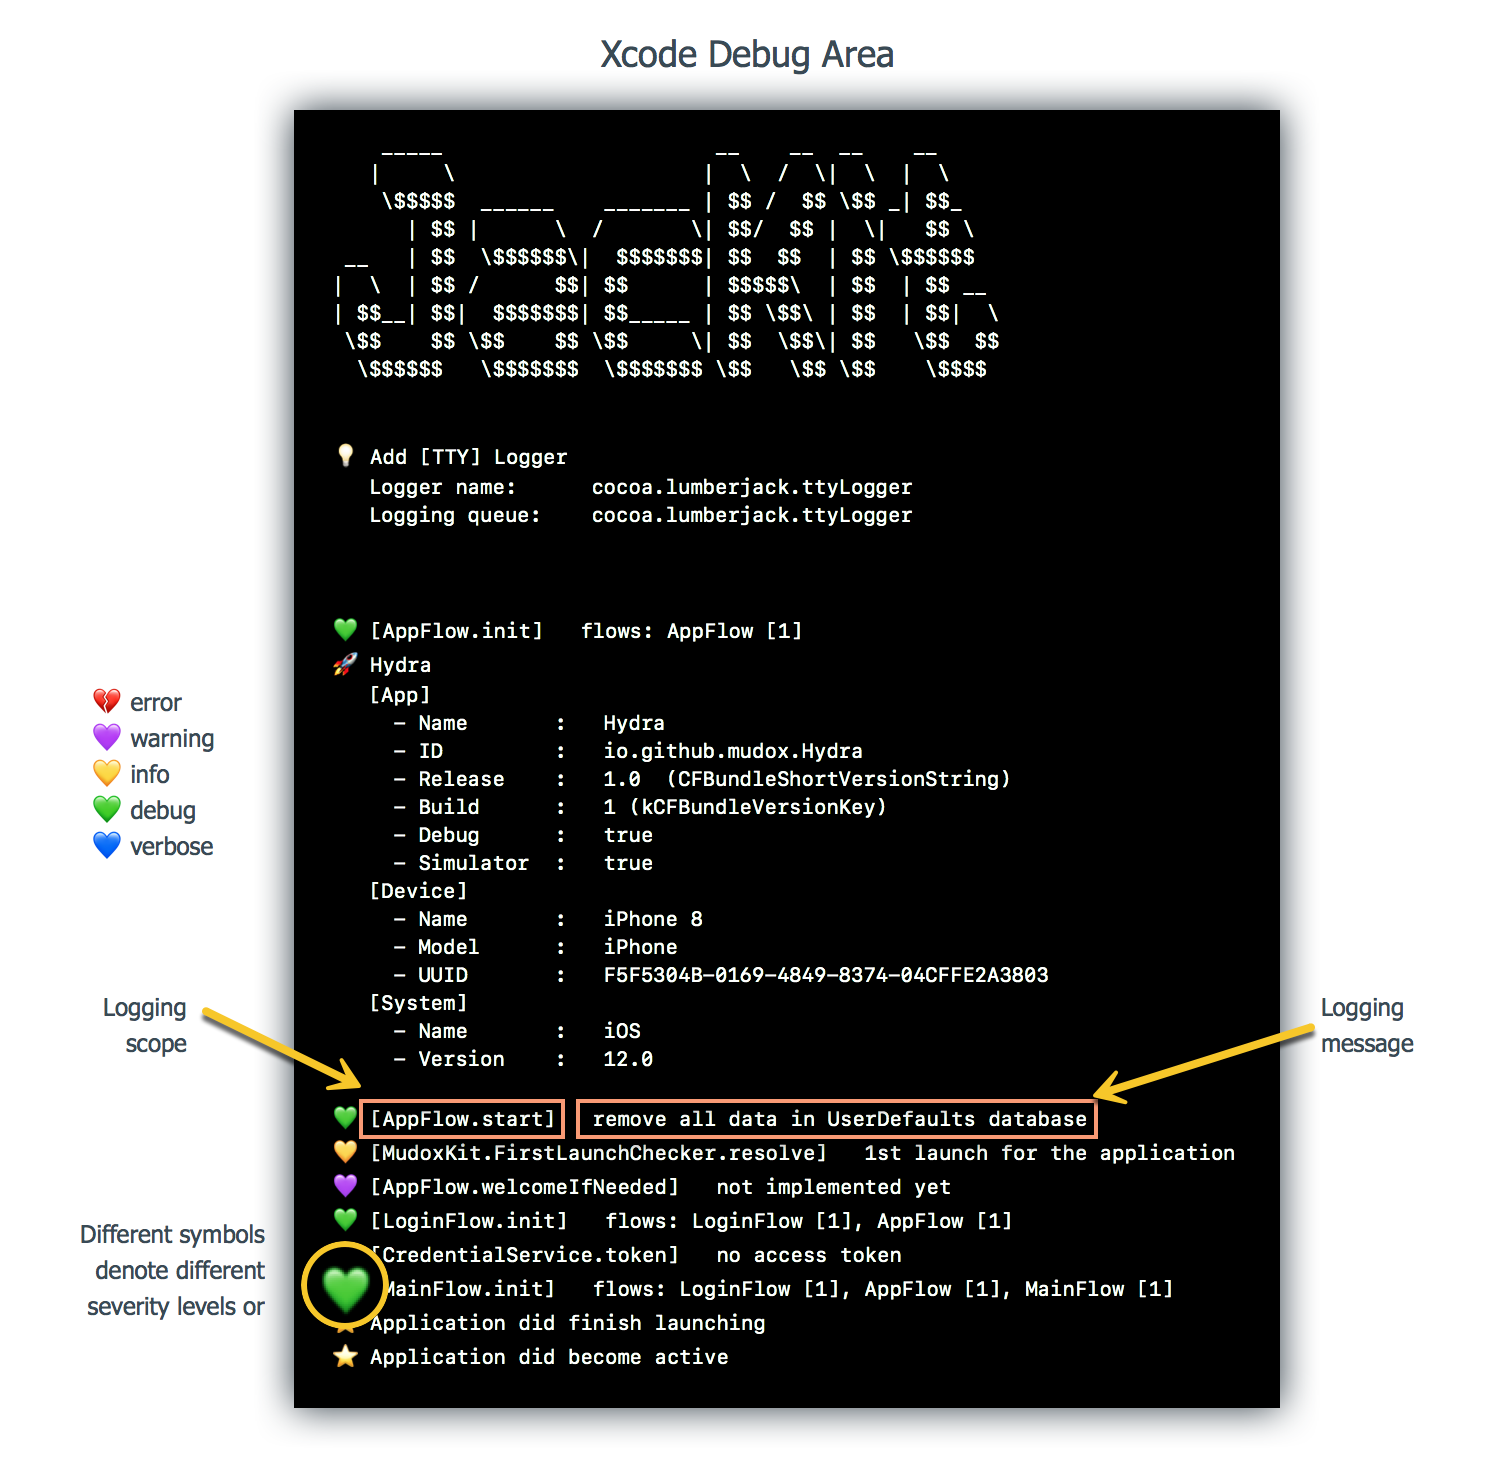 Xcode Debug Area
     _____                      __    __  __    __
    |     \                    |  \  /  \|  \  |  \
     \$$$$$  ______    _______ | $$ /  $$ \$$ _| $$_
       | $$ |      \  /       \| $$/  $$ |  \|   $$ \
  __   | $$  \$$$$$$\|  $$$$$$$| $$  $$  | $$ \$$$$$$
 |  \  | $$ /      $$| $$      | $$$$$\  | $$  | $$ __
 | $$__| $$|  $$$$$$$| $$_____ | $$ \$$\ | $$  | $$|  \
  \$$    $$ \$$    $$ \$$     \| $$  \$$\| $$   \$$  $$
   \$$$$$$   \$$$$$$$  \$$$$$$$ \$$   \$$ \$$    \$$$$
💡 Add [TTY] Logger
Logger name:      cocoa.lumberjack.ttyLogger
Logging queue:    cocoa.lumberjack.ttyLogger
💚 [AppFlow.init]   flows: AppFlow [1]
🚀 Hydra
[App]
– Name       :   Hydra
– ID         :   io.github.mudox.Hydra
– Release    :   1.0  (CFBundleShortVersionString)
– Build      :   1 (kCFBundleVersionKey)
– Debug      :   true
– Simulator  :   true
[Device]
– Name       :   iPhone 8
– Model      :   iPhone
– UUID       :   F5F5304B-0169-4849-8374-04CFFE2A3803
[System]
– Name       :   iOS
– Version    :   12.0
💚 [AppFlow.start]   remove all data in UserDefaults database
💛 [MudoxKit.FirstLaunchChecker.resolve]   1st launch for the application
💜 [AppFlow.welcomeIfNeeded]   not implemented yet
💚 [LoginFlow.init]   flows: LoginFlow [1], AppFlow [1]
[CredentialService.token]   no access token
💚 MainFlow.init]   flows: LoginFlow [1], AppFlow [1], MainFlow [1]
Application did finish launching
⭐ Application did become active
💔 error
💜 warning
💛 info
💚 debug
💙 verbose
Logging
scope
Logging
message
Different symbols
denote different
severity levels or